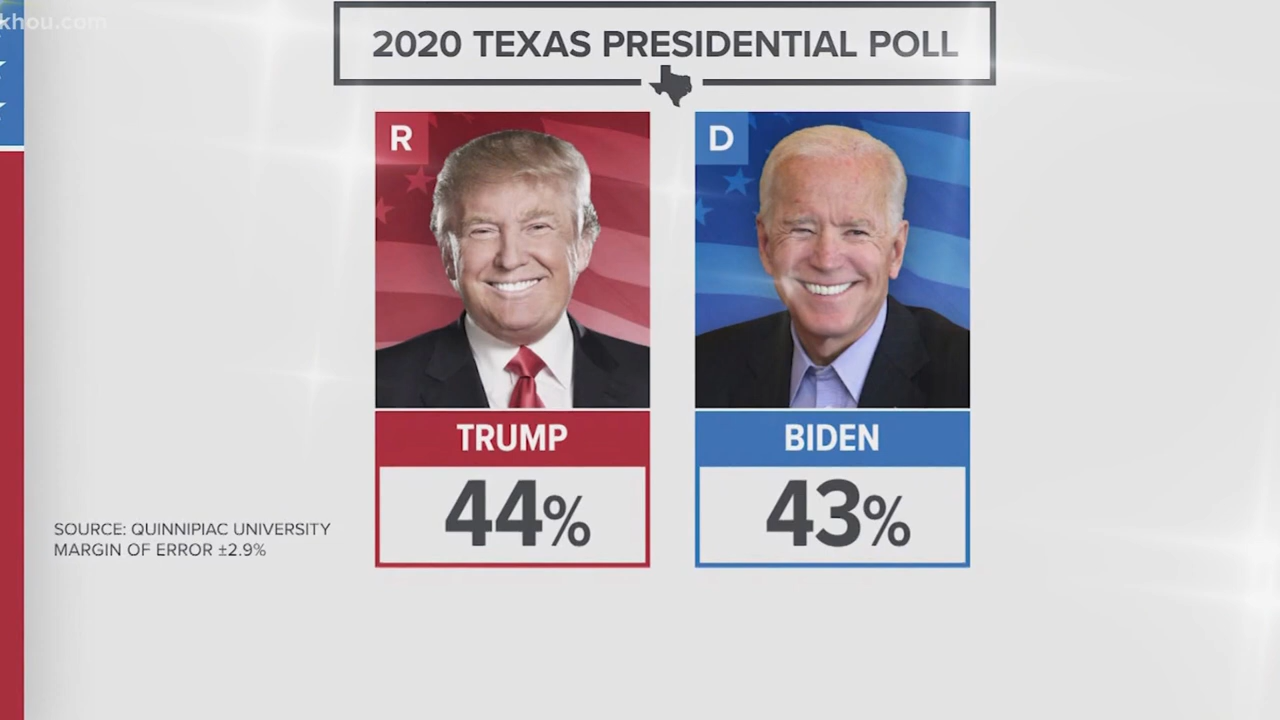 khou.com
2020 TEXAS PRESIDENTIAL POLL
R
D
TRUMP
BIDEN
44%
43%
SOURCE: QUINNIPIAC UNIVERSITY
MARGIN OF ERROR ±2.9%